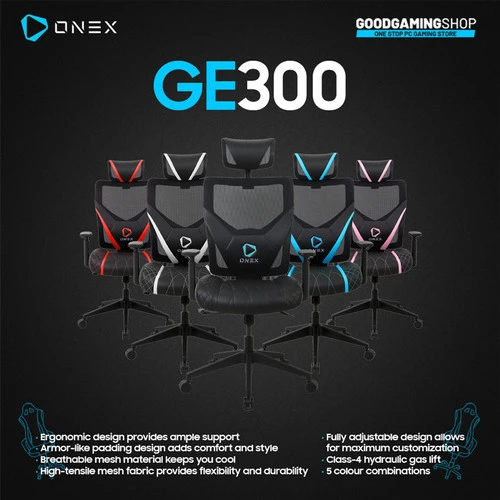 ONEX
GOODGAMINGSHOP
ONE STOP PC GAMING STORE
GE300
ONEX
· Ergonomic design provides ample support
· Armor-like padding design adds comfort and style
· Breathable mesh material keeps you cool
· High-tensile mesh fabric provides flexibility and durability
· Fully adjustable design allows
for maximum customization
· Class-4 hydraulic gas lift
· 5 colour combinations